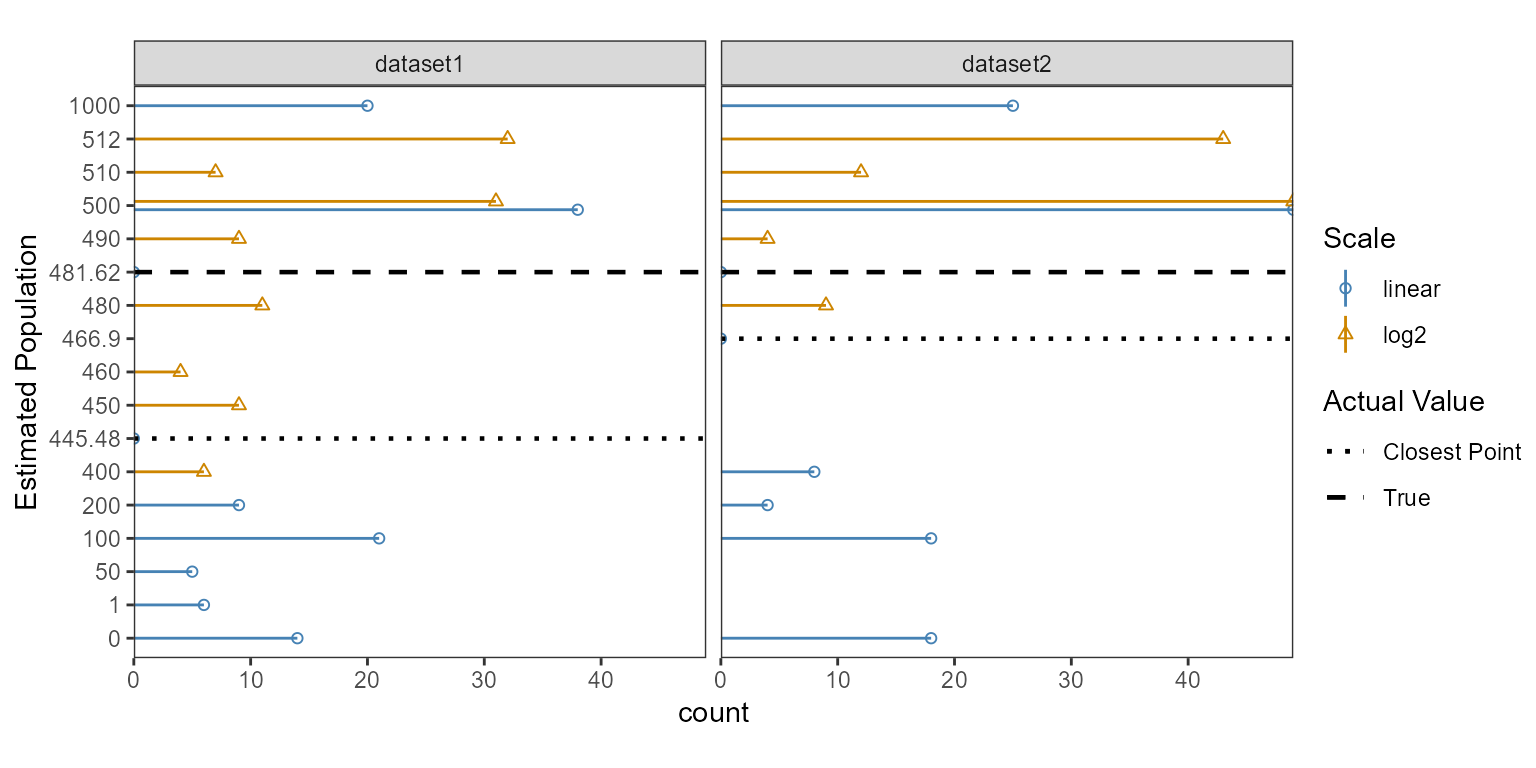 dataset1
dataset2
Estimated Population
1000
512
510
500
490
481.62
480
466.9
460
450
445.48
400
200
100
50
1
0
0 10 20 30 40
0 10 20 30 40
count
Scale
linear
log2
Actual Value
Closest Point
True